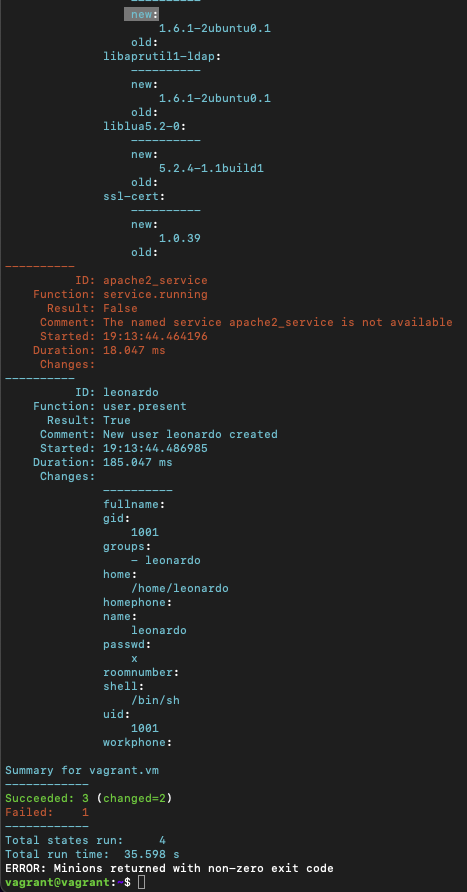 ----------
new:
1.6.1-2ubuntu0.1
old:
libaprutil1-ldap:
----------
new:
1.6.1-2ubuntu0.1
old:
liblua5.2-0:
----------
new:
5.2.4-1.1build1
old:
ssl-cert:
----------
new:
1.0.39
old:
----------
ID: apache2_service
Function: service.running
Result: False
Comment: The named service apache2_service is not available
Started: 19:13:44.464196
Duration: 18.047 ms
Changes:
----------
ID: leonardo
Function: user.present
Result: True
Comment: New user leonardo created
Started: 19:13:44.486985
Duration: 185.047 ms
Changes:
----------
fullname:
gid:
1001
groups:
- leonardo
home:
/home/leonardo
homephone:
name:
leonardo
passwd:
x
roomnumber:
shell:
/bin/sh
uid:
1001
workphone:
Summary for vagrant.vm
------------
Succeeded: 3 (changed=2)
Failed:    1
------------
Total states run:     4
Total run time:  35.598 s
ERROR: Minions returned with non-zero exit code
vagrant@vagrant:~$